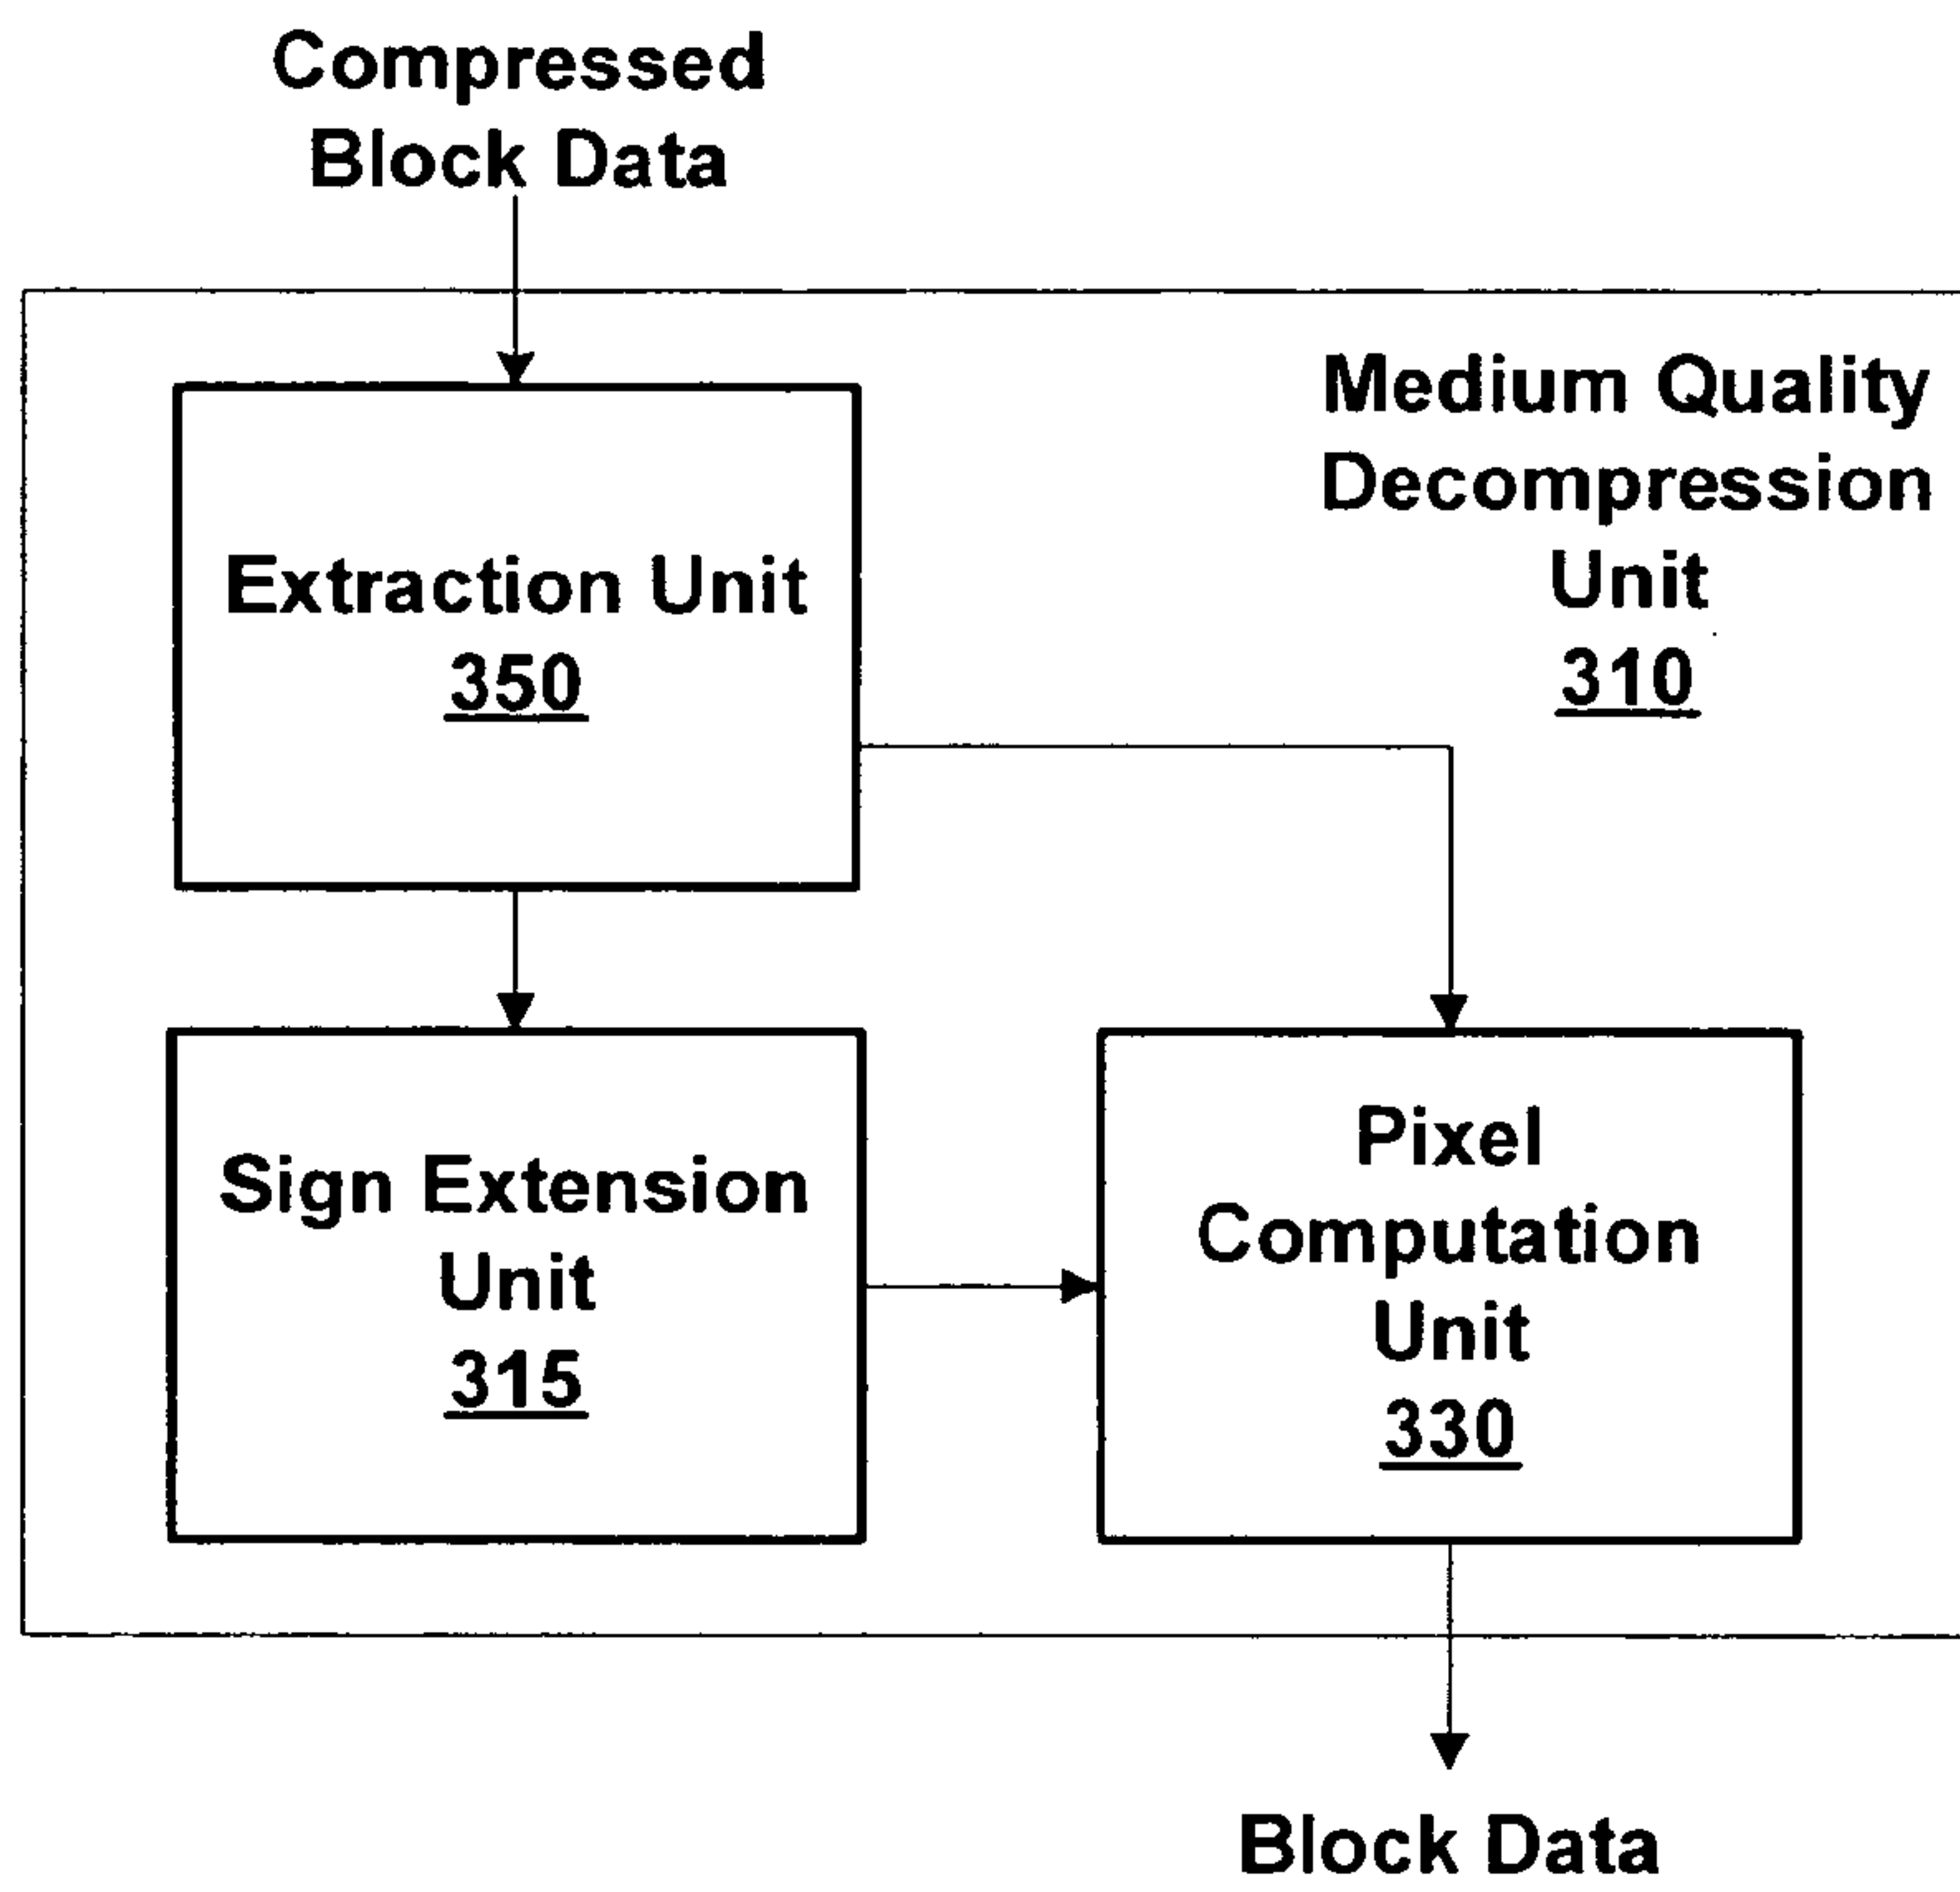 Compressed
Block Data
Medium Quality
Decompression
Unit
310
Extraction Unit
350
Sign Extension
Unit
315
Pixel
Computation
Unit
330
Block Data